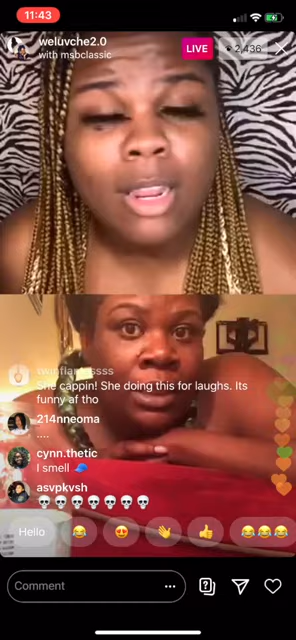 11:43
weluvche2.0
with msbclassic
LIVE
2,436
She cappin! She doing this for laughs. Its
funny af tho
214nneoma
....
cynn.thetic
I smell 🧢
asvpkvsh
💀💀💀💀💀💀💀
Hello
😂 😍 👋 👍 😂😂😂
Comment